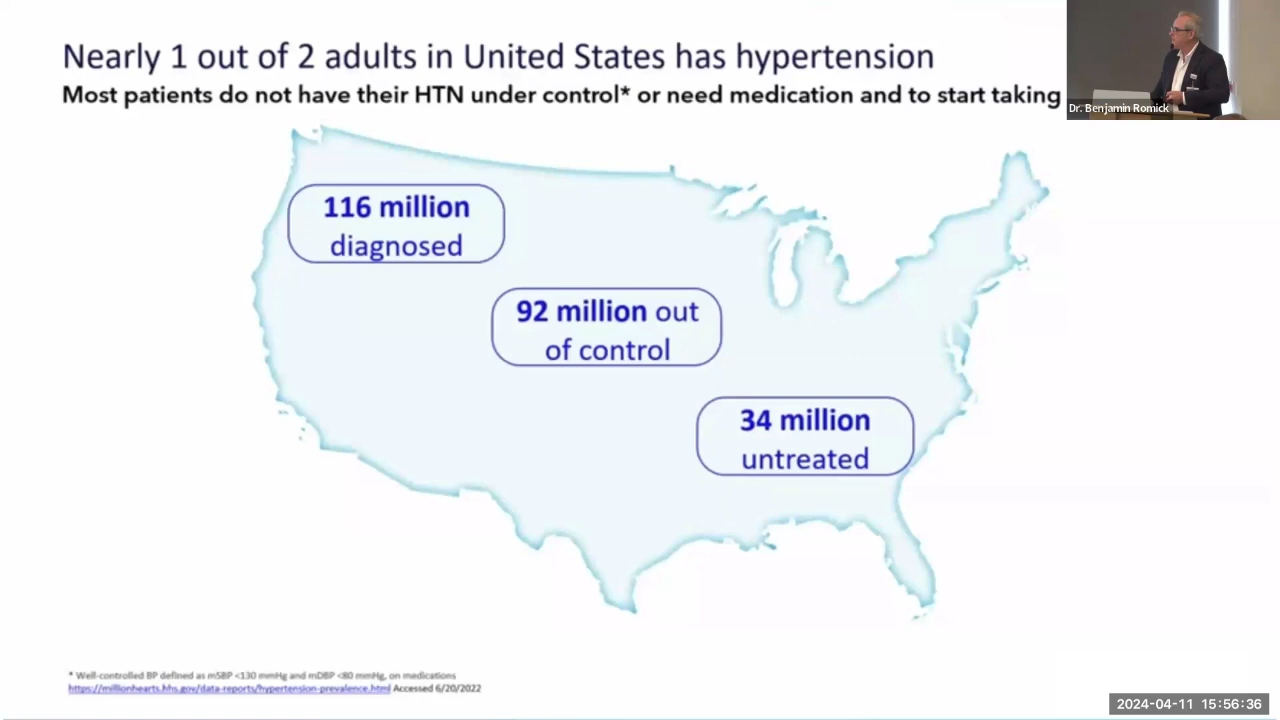 Nearly 1 out of 2 adults in United States has hypertension
Most patients do not have their HTN under control* or need medication and to start taking
Dr. Benjamin Romick
116 million
diagnosed
92 million out
of control
34 million
untreated
* Well-controlled BP defined as mSBP <130 mmHg and mDBP <80 mmHg, on medications
https://millionhearts.hhs.gov/data-reports/hypertension-prevalence.html Accessed 6/20/2022
2024-04-11 15:56:36